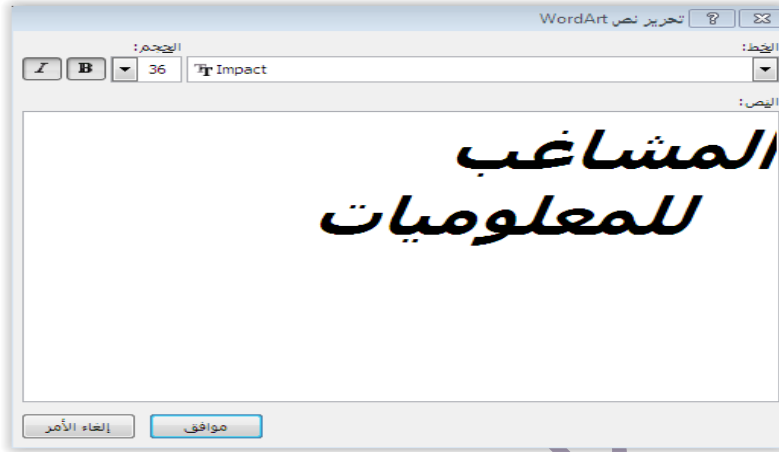 تحرير نص WordArt
الخط:
الحجم:
Impact
36
B
I
النص:
المشاغب
للمعلوميات
موافق
إلغاء الأمر